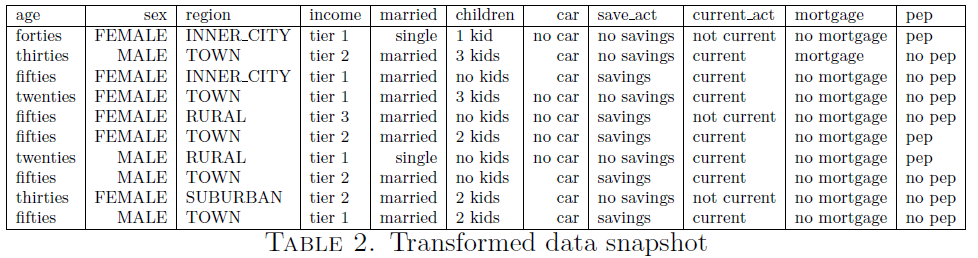 age sex region income married children car save_act current_act mortgage pep
forties FEMALE INNER_CITY tier 1 single 1 kid no car no savings not current no mortgage pep
thirties MALE TOWN tier 2 married 3 kids car no savings current mortgage no pep
fifties FEMALE INNER_CITY tier 1 married no kids car savings current no mortgage no pep
twenties FEMALE TOWN tier 1 married 3 kids no car no savings current no mortgage no pep
fifties FEMALE RURAL tier 3 married no kids no car savings not current no mortgage no pep
fifties FEMALE TOWN tier 2 married 2 kids no car savings current no mortgage pep
twenties MALE RURAL tier 1 single no kids no car no savings current no mortgage pep
fifties MALE TOWN tier 2 married no kids car savings current no mortgage no pep
thirties FEMALE SUBURBAN tier 2 married 2 kids car no savings not current no mortgage no pep
fifties MALE TOWN tier 1 married 2 kids car savings current no mortgage no pep
TABLE 2. Transformed data snapshot